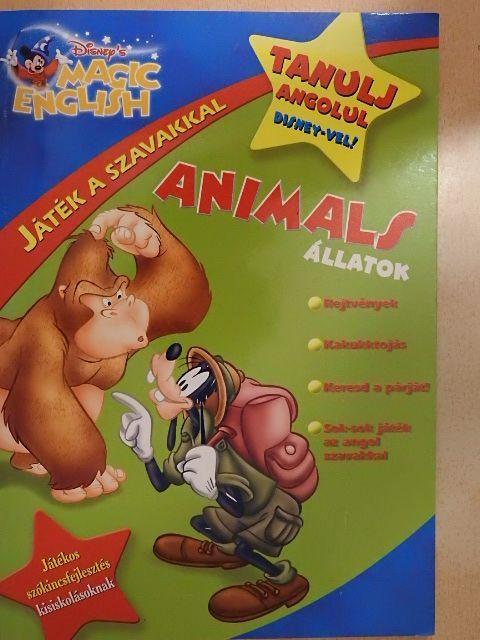 Disney's
MAGIC
ENGLISH
TANULJ
ANGOLUL
DISNEY-VEL!
JÁTÉK A SZAVAKKAL
ANIMALS
ÁLLATOK
Rejtvények
Kakukktojás
Keresd a párját!
Sok-sok játék
az angol
szavakkal
Játékos
szókincsfejlesztés
kisiskolásoknak